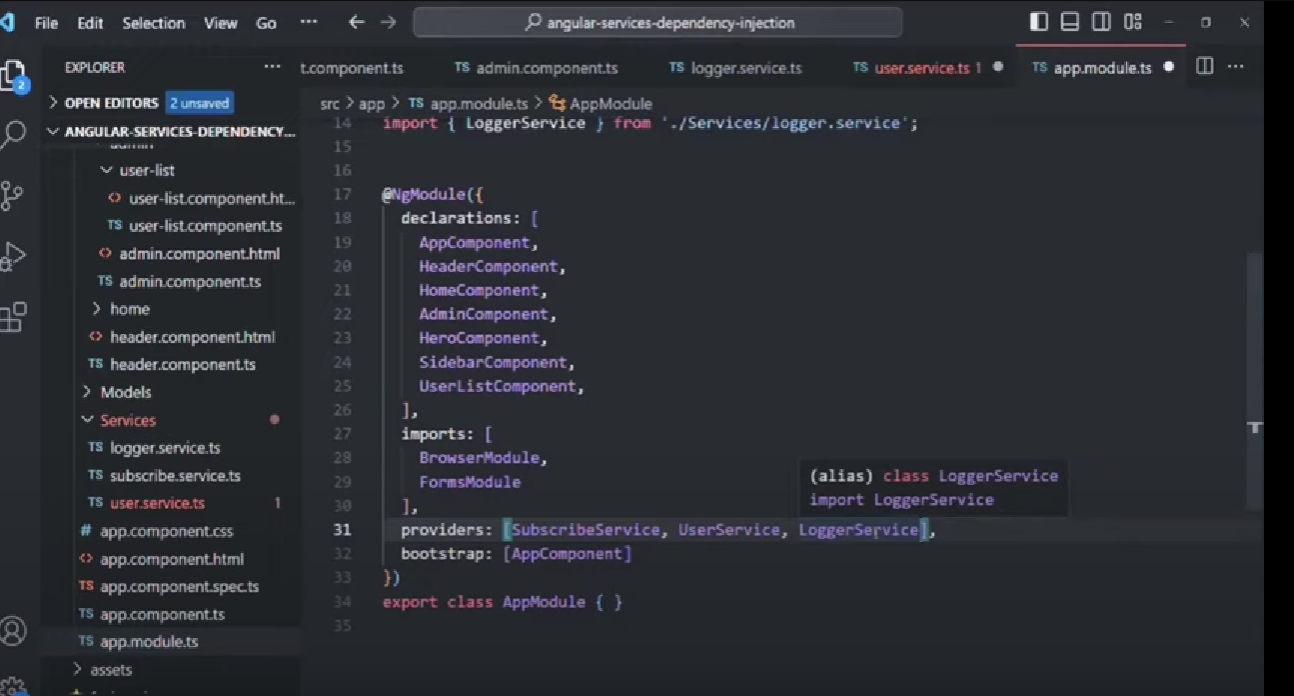 File Edit Selection View Go ··· angular-services-dependency-injection
EXPLORER ···
t.component.ts TS admin.component.ts TS logger.service.ts TS user.service.ts 1 TS app.module.ts ···
OPEN EDITORS 2 unsaved
ANGULAR-SERVICES-DEPENDENCY...
2
admin
user-list
user-list.component.ht...
TS user-list.component.ts
admin.component.html
TS admin.component.ts
home
header.component.html
TS header.component.ts
Models
Services
TS logger.service.ts
TS subscribe.service.ts
TS user.service.ts 1
# app.component.css
app.component.html
TS app.component.spec.ts
TS app.component.ts
TS app.module.ts
assets
src > app > TS app.module.ts > AppModule
14 import { LoggerService } from './Services/logger.service';
15
16
17 @NgModule({
18 declarations: [
19 AppComponent,
20 HeaderComponent,
21 HomeComponent,
22 AdminComponent,
23 HeroComponent,
24 SidebarComponent,
25 UserListComponent,
26 ],
27 imports: [
28 BrowserModule,
29 FormsModule
30 ],
(alias) class LoggerService
import LoggerService
31 providers: [SubscribeService, UserService, LoggerService],
32 bootstrap: [AppComponent]
33 })
34 export class AppModule { }
35